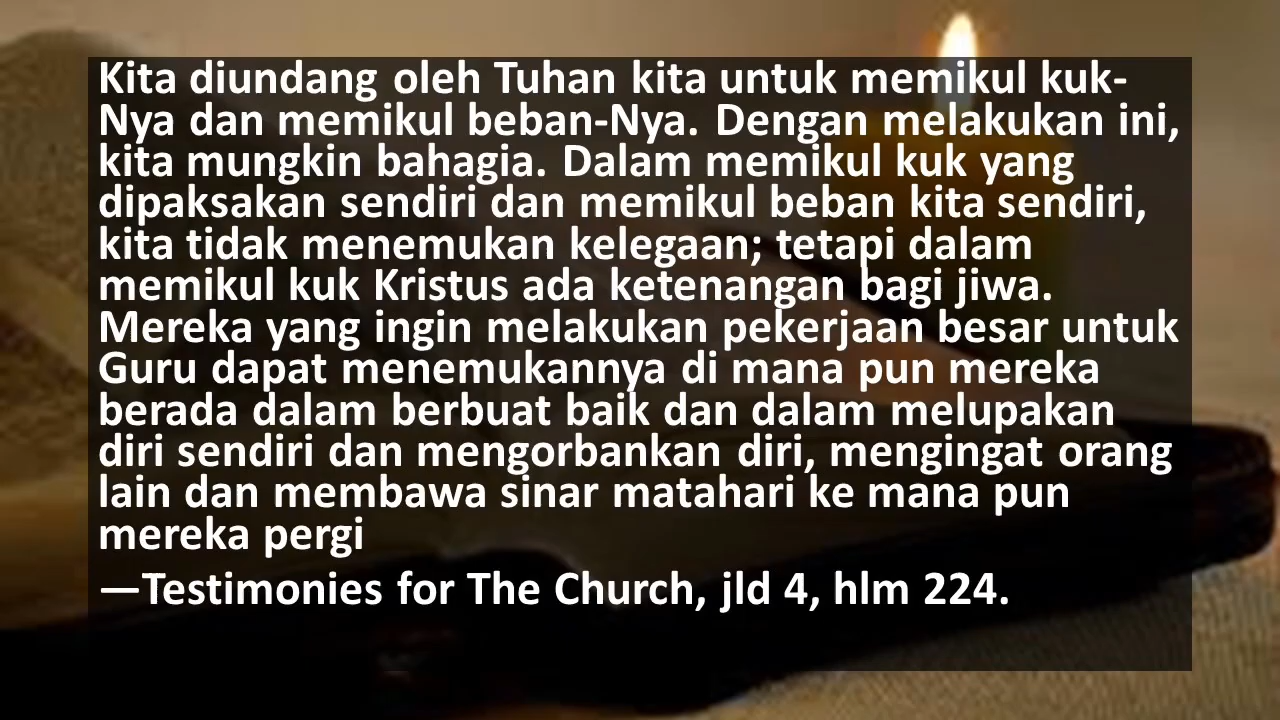 Kita diundang oleh Tuhan kita untuk memikul kuk-
Nya dan memikul beban-Nya. Dengan melakukan ini,
kita mungkin bahagia. Dalam memikul kuk yang
dipaksakan sendiri dan memikul beban kita sendiri,
kita tidak menemukan kelegaan; tetapi dalam
memikul kuk Kristus ada ketenangan bagi jiwa.
Mereka yang ingin melakukan pekerjaan besar untuk
Guru dapat menemukannya di mana pun mereka
berada dalam berbuat baik dan dalam melupakan
diri sendiri dan mengorbankan diri, mengingat orang
lain dan membawa sinar matahari ke mana pun
mereka pergi
—Testimonies for The Church, jld 4, hlm 224.